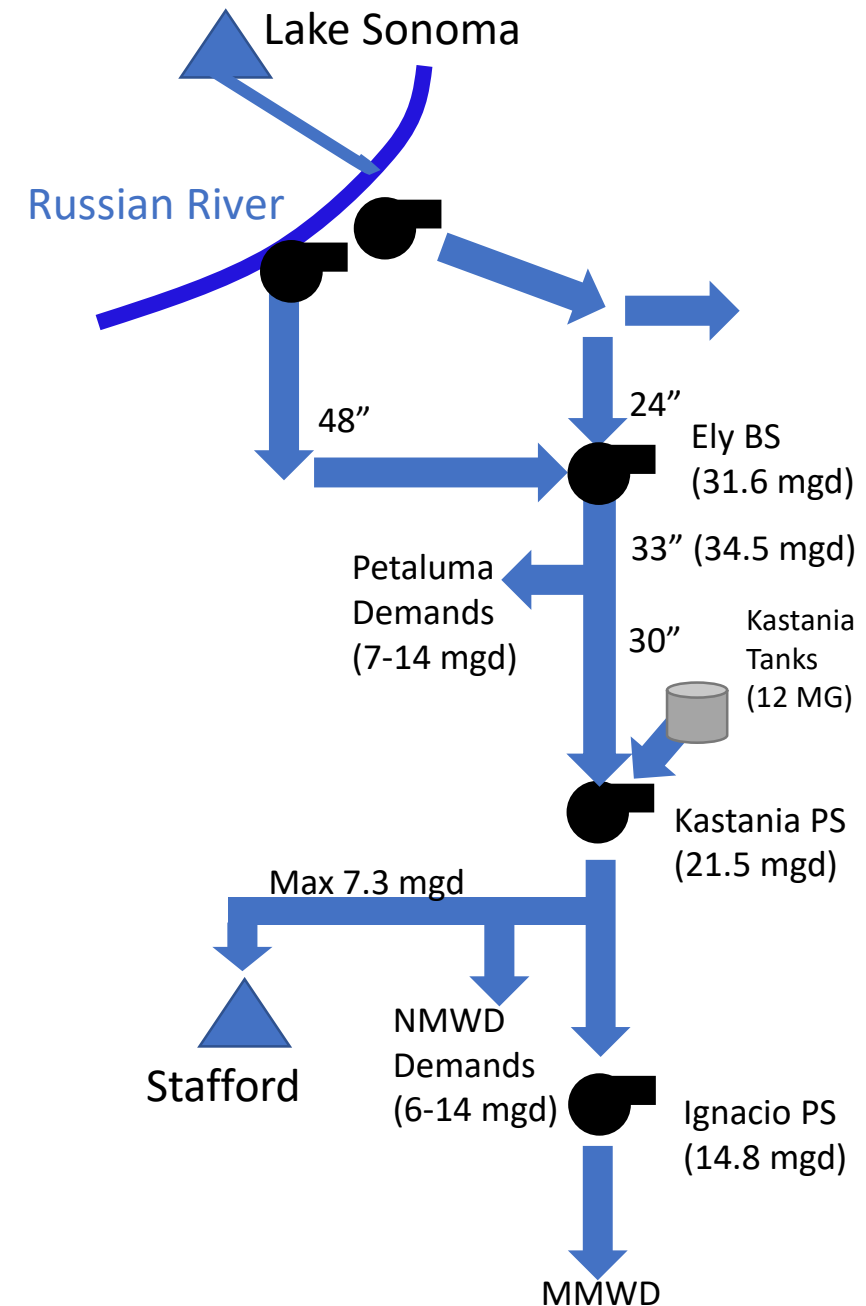 Lake Sonoma
Russian River
48”
24”
Ely BS
(31.6 mgd)
33” (34.5 mgd)
Petaluma
Demands
(7-14 mgd)
30”
Kastania
Tanks
(12 MG)
Kastania PS
(21.5 mgd)
Max 7.3 mgd
Stafford
NMWD
Demands
(6-14 mgd)
Ignacio PS
(14.8 mgd)
MMWD